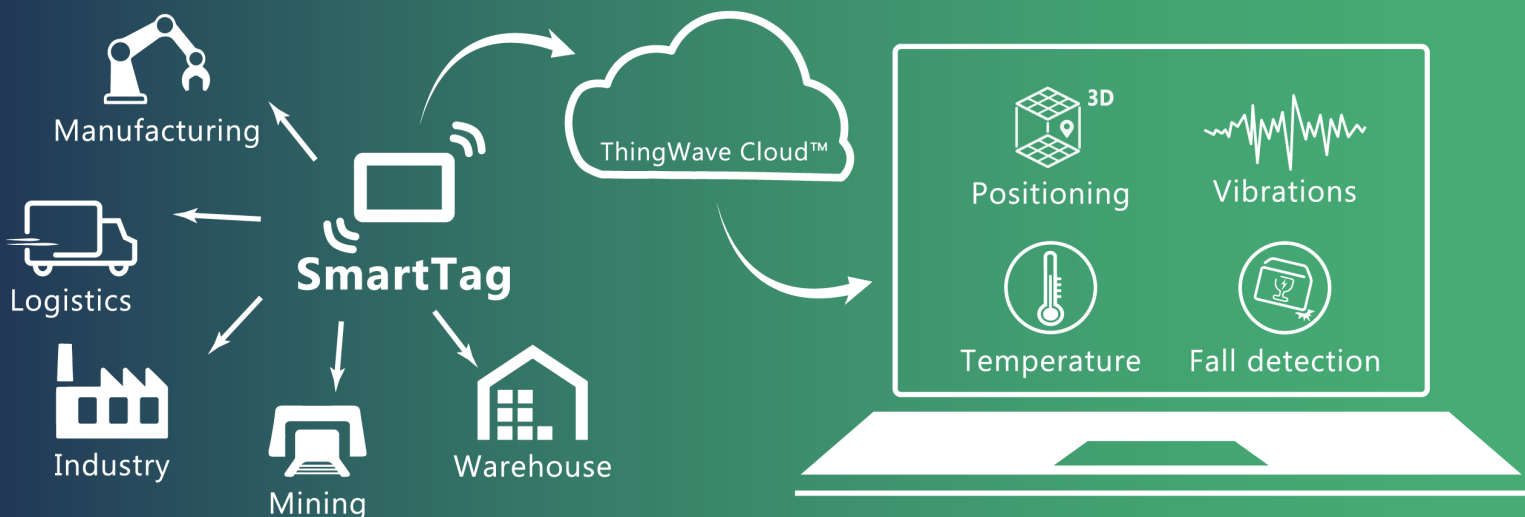 Manufacturing
Logistics
Industry
Mining
Warehouse
SmartTag
ThingWave Cloud™
3D
Positioning
Vibrations
Temperature
Fall detection